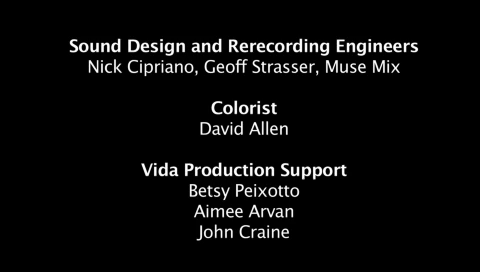 Sound Design and Rerecording Engineers
Nick Cipriano, Geoff Strasser, Muse Mix
Colorist
David Allen
Vida Production Support
Betsy Peixotto
Aimee Arvan
John Craine